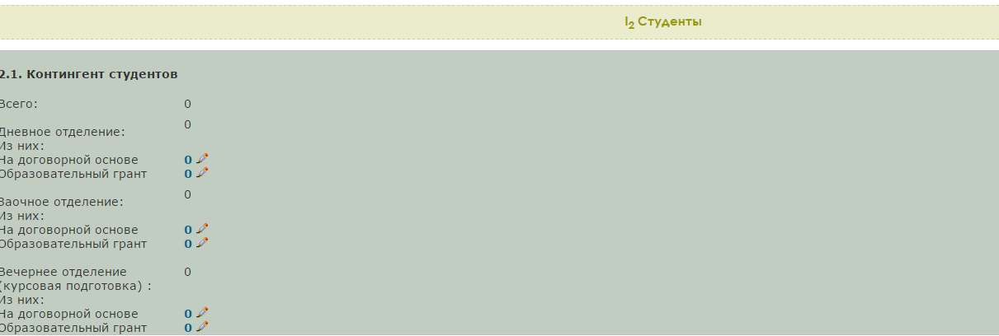 I2 Студенты
2.1. Контингент студентов
Всего: 0
0
Дневное отделение:
Из них:
На договорной основе 0
Образовательный грант 0
0
Заочное отделение:
Из них:
На договорной основе 0
Образовательный грант 0
Вечернее отделение 0
(курсовая подготовка) :
Из них:
На договорной основе 0
Образовательный грант 0